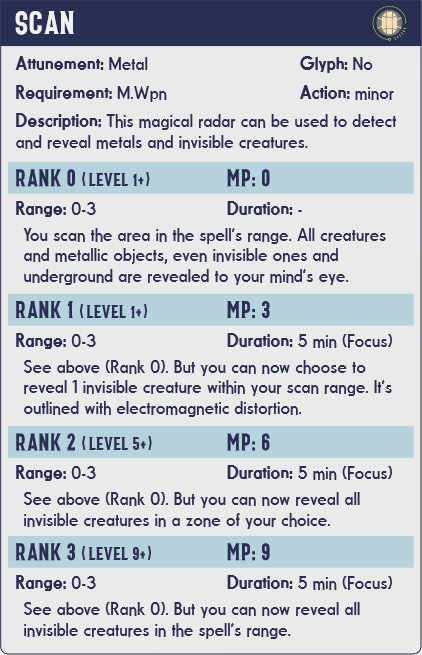 SCAN
Attunement: Metal Glyph: No
Requirement: M.Wpn Action: minor
Description: This magical radar can be used to detect
and reveal metals and invisible creatures.
RANK 0 (LEVEL 1+) MP: 0
Range: 0-3 Duration: -
You scan the area in the spell's range. All creatures
and metallic objects, even invisible ones and
underground are revealed to your mind's eye.
RANK 1 (LEVEL 1+) MP: 3
Range: 0-3 Duration: 5 min (Focus)
See above (Rank 0). But you can now choose to
reveal 1 invisible creature within your scan range. It's
outlined with electromagnetic distortion.
RANK 2 (LEVEL 5+) MP: 6
Range: 0-3 Duration: 5 min (Focus)
See above (Rank 0). But you can now reveal all
invisible creatures in a zone of your choice.
RANK 3 (LEVEL 9+) MP: 9
Range: 0-3 Duration: 5 min (Focus)
See above (Rank 0). But you can now reveal all
invisible creatures in the spell's range.